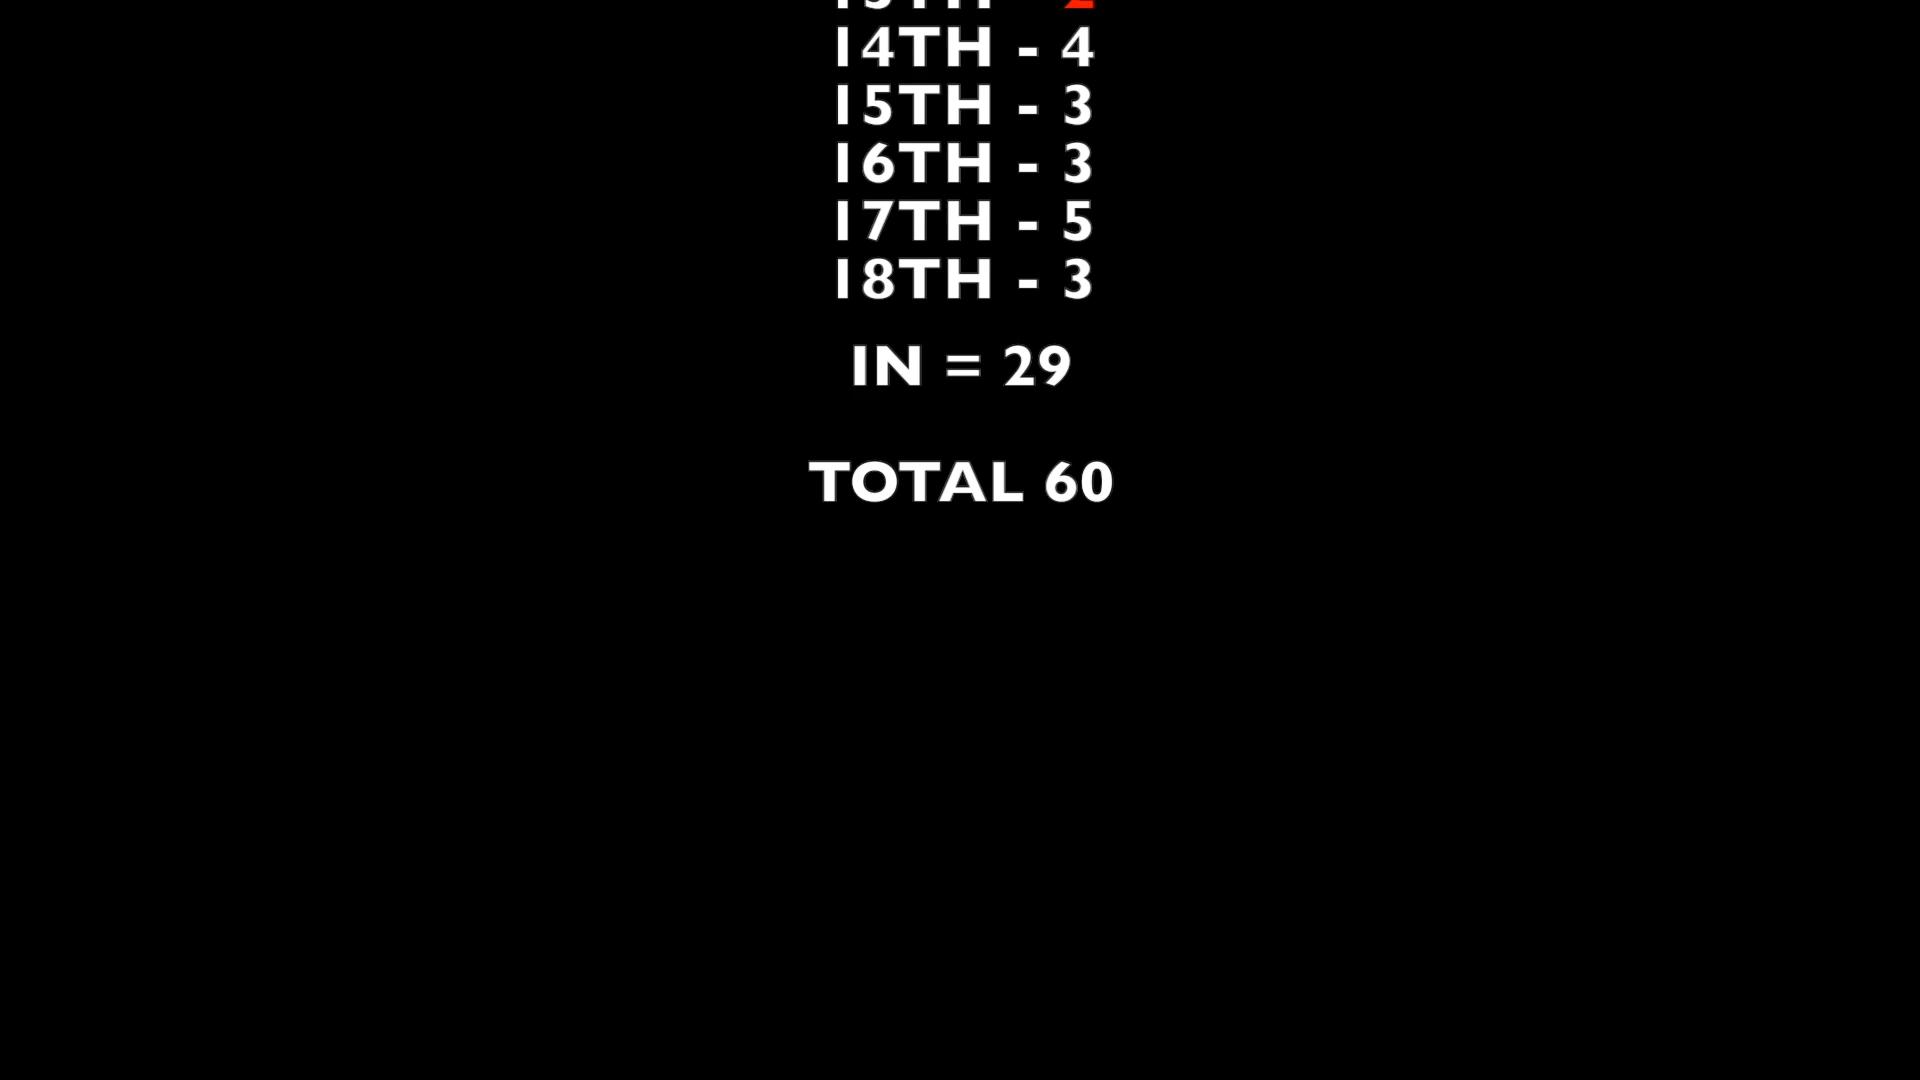 14TH - 4
15TH - 3
16TH - 3
17TH - 5
18TH - 3
IN = 29
TOTAL 60